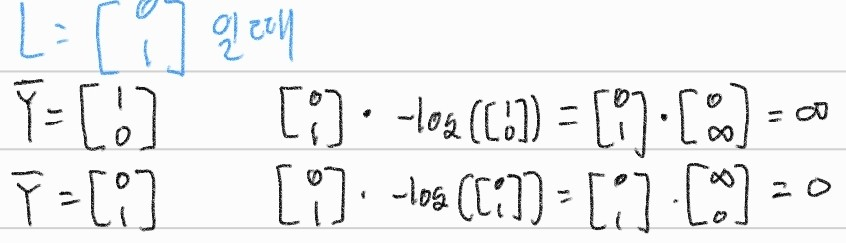 L = [0 1] 일때
Y̅ = [1 0] [0 1] · -log([1 0]) = [0 1] · [0 ∞] = ∞
Y̅ = [0 1] [0 1] · -log([0 1]) = [0 1] · [∞ 0] = 0